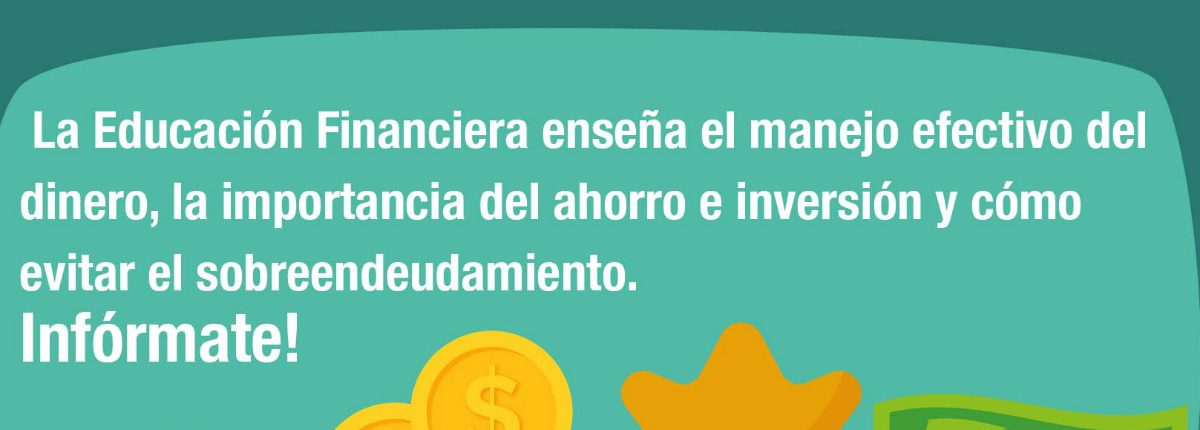 La Educación Financiera enseña el manejo efectivo del
dinero, la importancia del ahorro e inversión y cómo
evitar el sobreendeudamiento.
Infórmate!
$